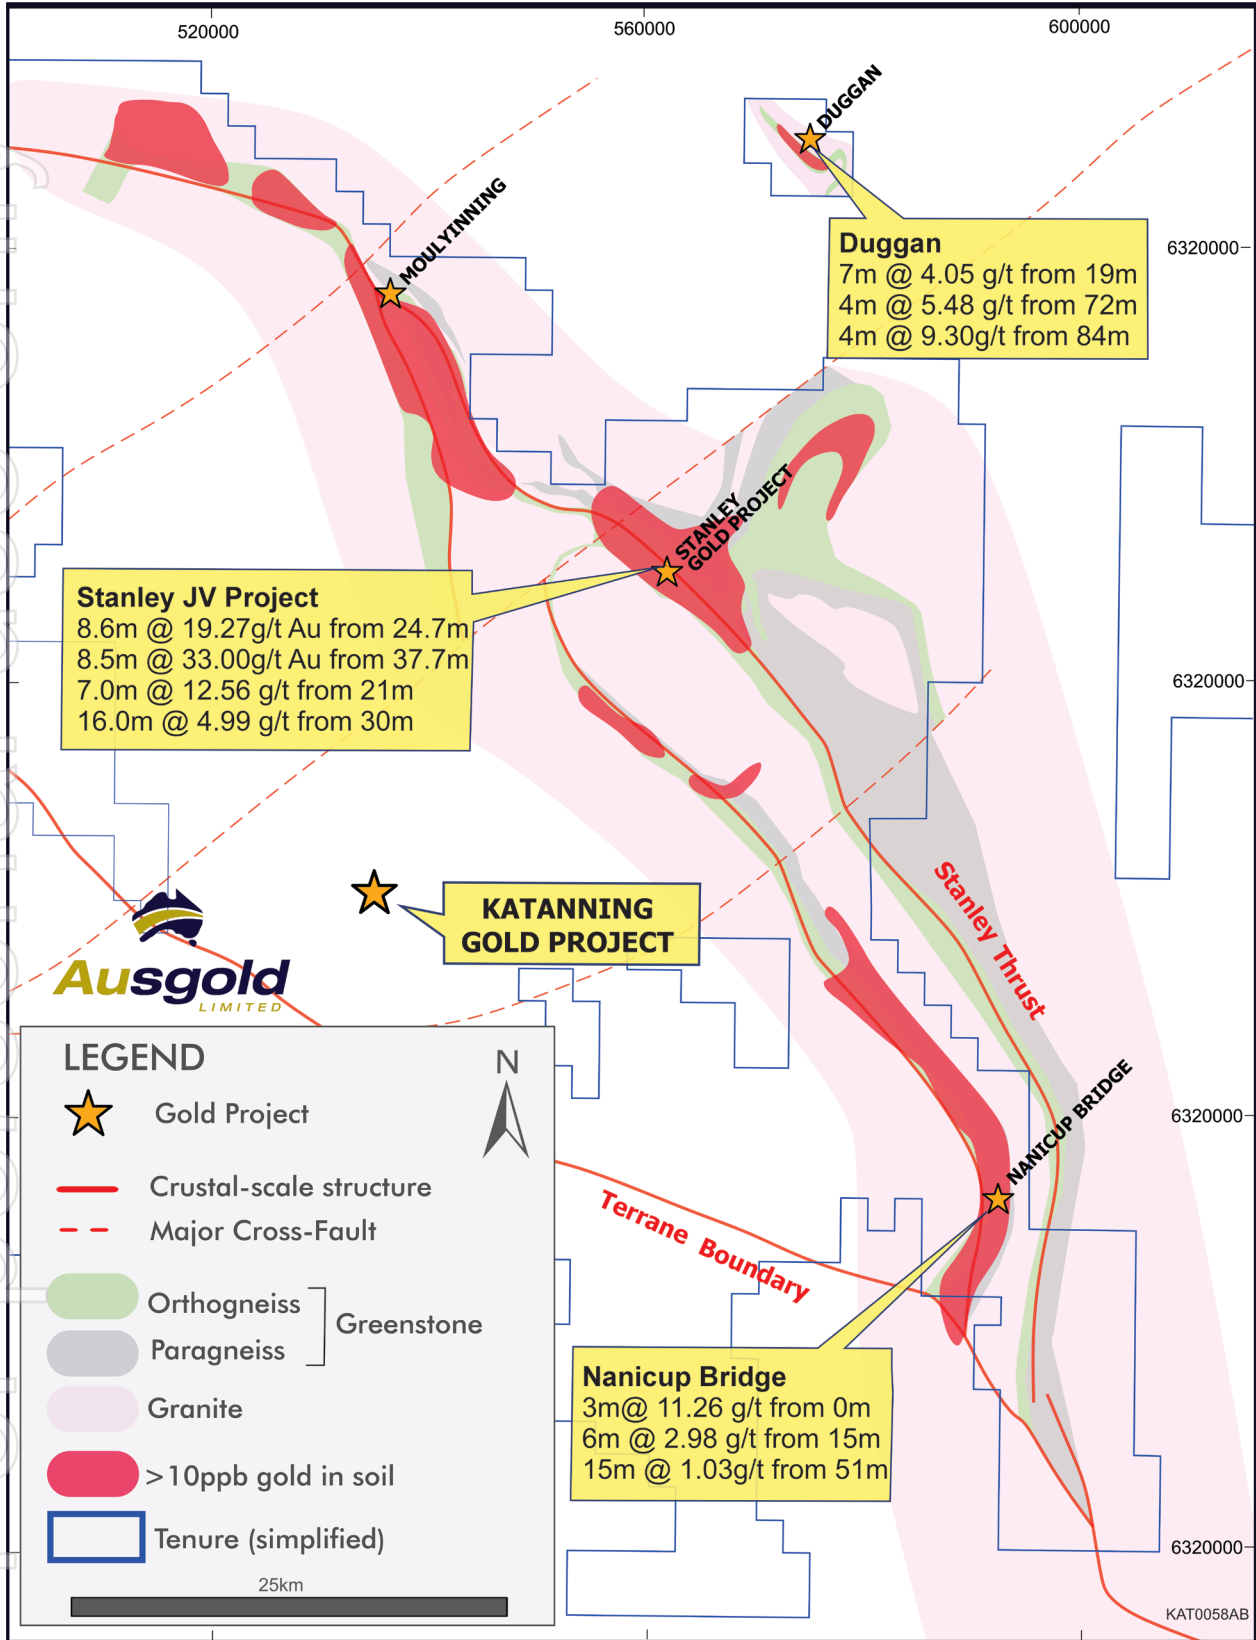 520000
560000
600000
DUGGAN
MOULYINNING
6320000
Duggan
7m @ 4.05 g/t from 19m
4m @ 5.48 g/t from 72m
4m @ 9.30g/t from 84m
STANLEY
GOLD PROJECT
Stanley JV Project
8.6m @ 19.27g/t Au from 24.7m
8.5m @ 33.00g/t Au from 37.7m
7.0m @ 12.56 g/t from 21m
16.0m @ 4.99 g/t from 30m
6320000
Stanley Thrust
KATANNING
GOLD PROJECT
Ausgold
LIMITED
6320000
NANICUP BRIDGE
Terrane Boundary
Nanicup Bridge
3m@ 11.26 g/t from 0m
6m @ 2.98 g/t from 15m
15m @ 1.03g/t from 51m
6320000
KAT0058AB
LEGEND
N
Gold Project
Crustal-scale structure
Major Cross-Fault
Orthogneiss
Greenstone
Paragneiss
Granite
>10ppb gold in soil
Tenure (simplified)
25km